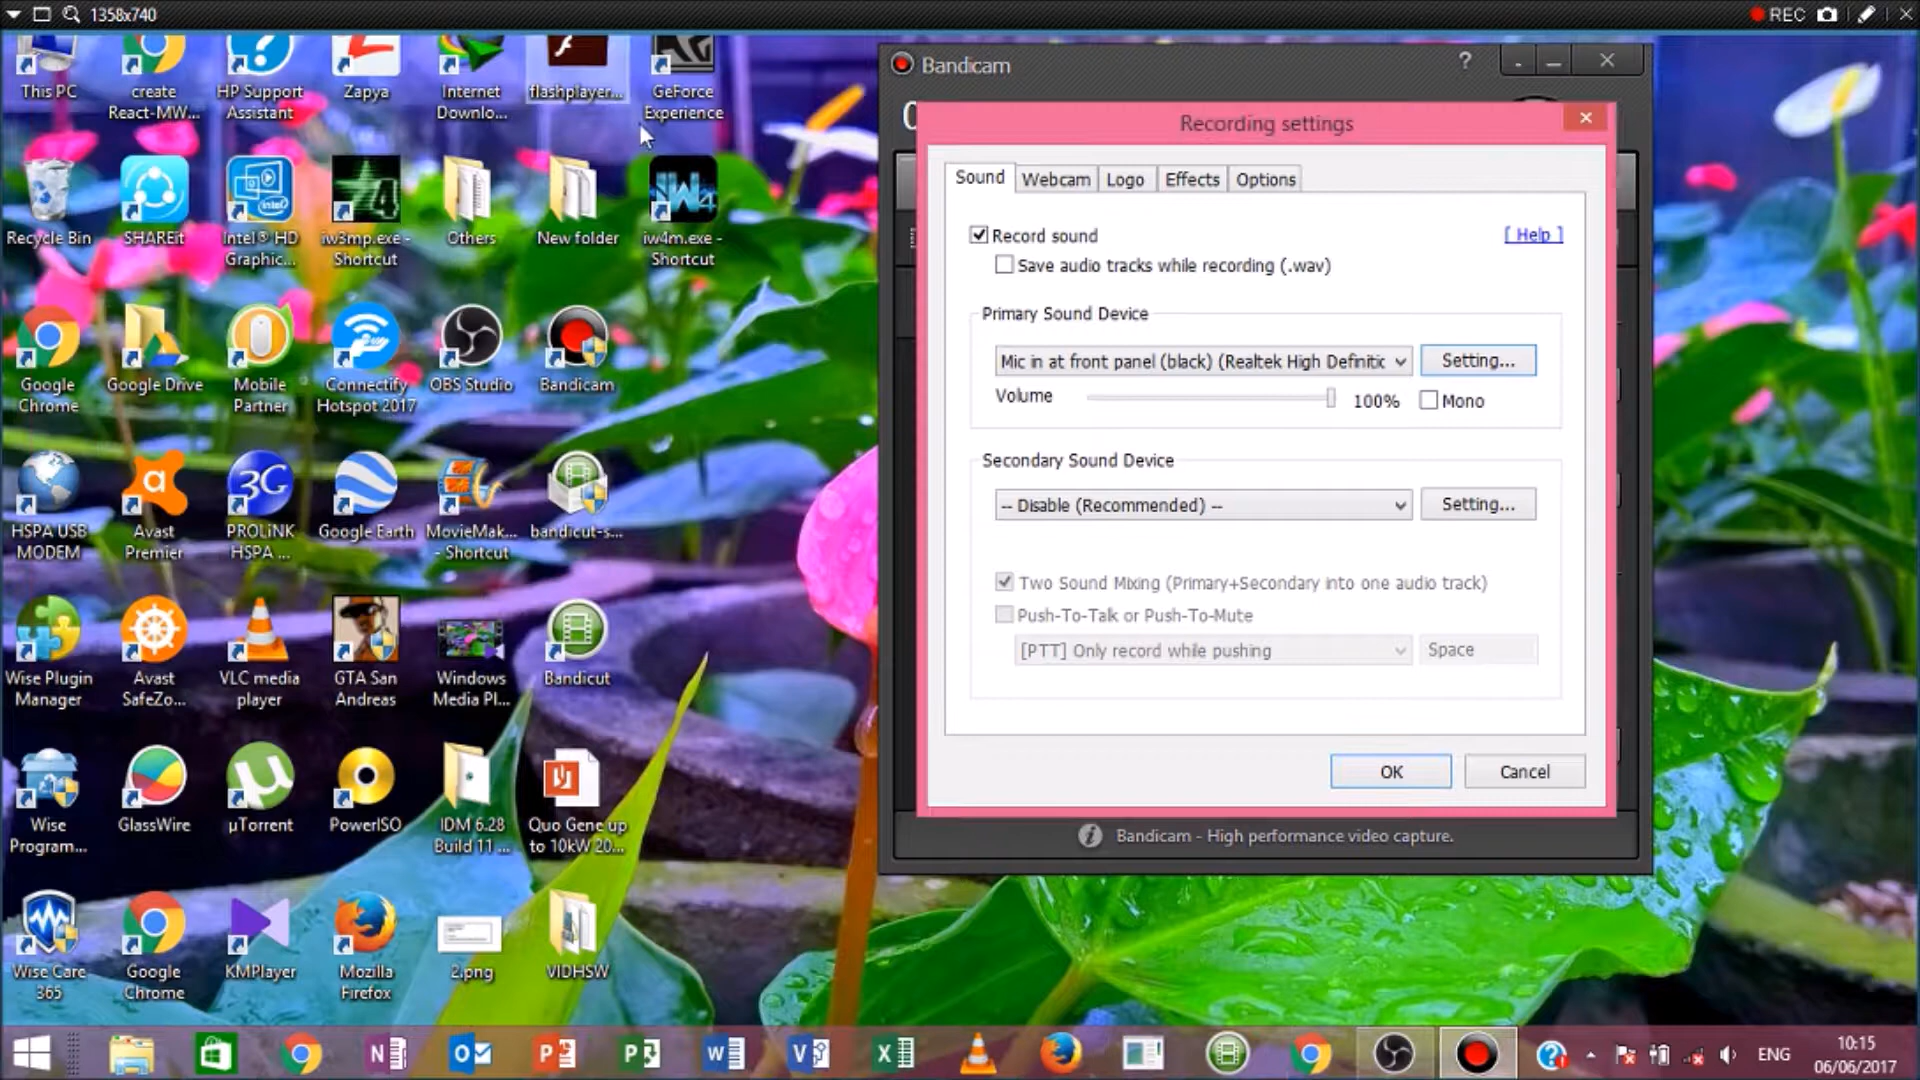 1358x740
REC
This PC
create
React-MW...
HP Support
Assistant
Zapya
Internet
Downlo...
flashplayer...
GeForce
Experience
Recycle Bin
SHAREit
Intel® HD
Graphic...
iw3mp.exe -
Shortcut
Others
New folder
iw4m.exe -
Shortcut
Google
Chrome
Google Drive
Mobile
Partner
Connectify
Hotspot 2017
OBS Studio
Bandicam
HSPA USB
MODEM
Avast
Premier
3G
PROLiNK
HSPA ...
Google Earth
MovieMak...
- Shortcut
bandicut-s...
Wise Plugin
Manager
Avast
SafeZo...
VLC media
player
GTA San
Andreas
Windows
Media Pl...
Bandicut
Wise
Program...
GlassWire
µTorrent
PowerISO
IDM 6.28
Build 11 ...
Quo Gene up
to 10kW 20...
Wise Care
365
Google
Chrome
KMPlayer
Mozilla
Firefox
2.png
VIDHSW
Bandicam
?
Recording settings
Sound
Webcam
Logo
Effects
Options
Record sound
[ Help ]
Save audio tracks while recording (.wav)
Primary Sound Device
Mic in at front panel (black) (Realtek High Definitic
Setting...
Volume
100%
Mono
Secondary Sound Device
-- Disable (Recommended) --
Setting...
Two Sound Mixing (Primary+Secondary into one audio track)
Push-To-Talk or Push-To-Mute
[PTT] Only record while pushing
Space
OK
Cancel
Bandicam - High performance video capture.
ENG
10:15
06/06/2017